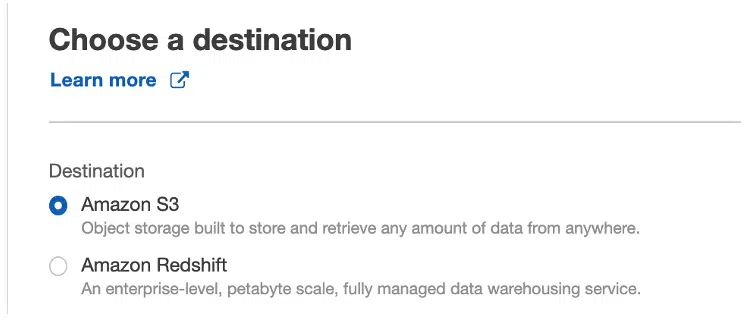 Choose a destination
Learn more
Destination
Amazon S3
Object storage built to store and retrieve any amount of data from anywhere.
Amazon Redshift
An enterprise-level, petabyte scale, fully managed data warehousing service.